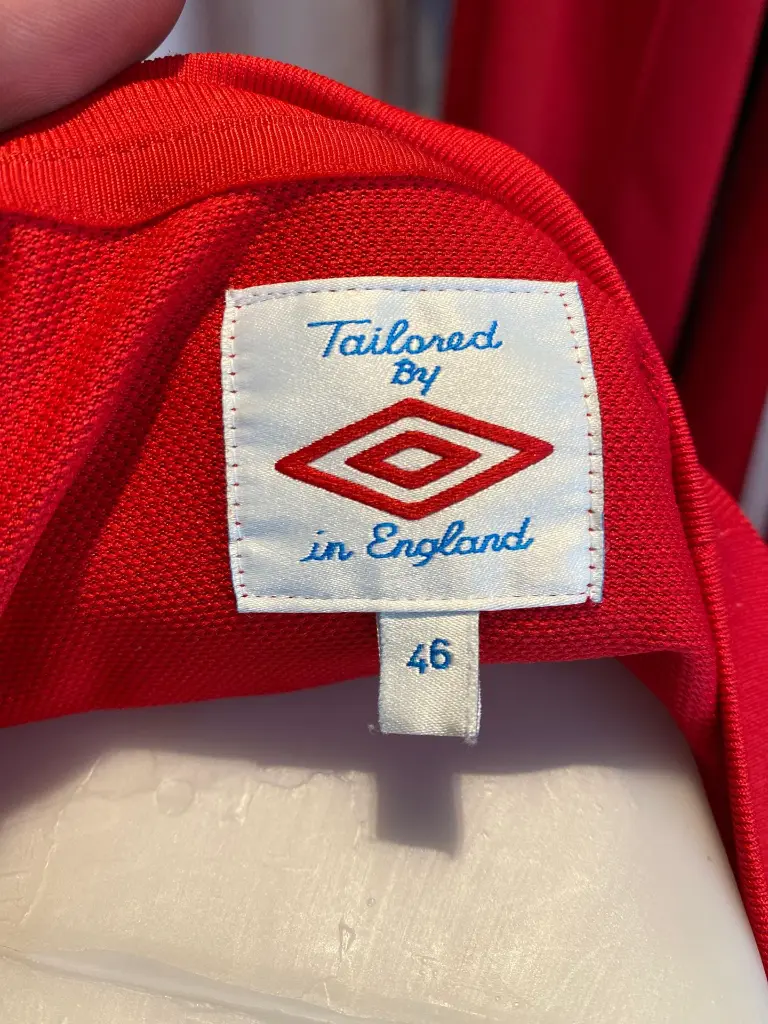 Tailored
By
in England
46